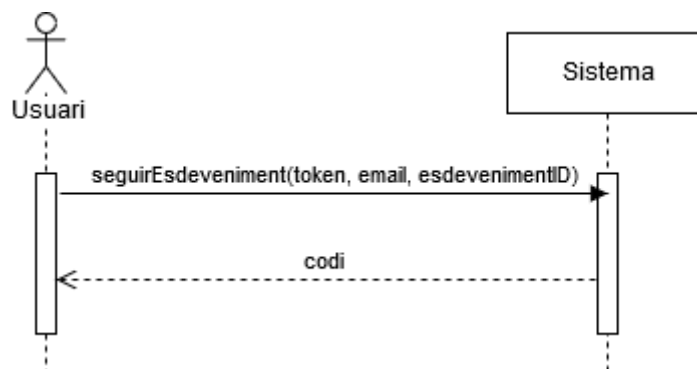 Usuari
Sistema
seguirEsdeveniment(token, email, esdevenimentID)
codi